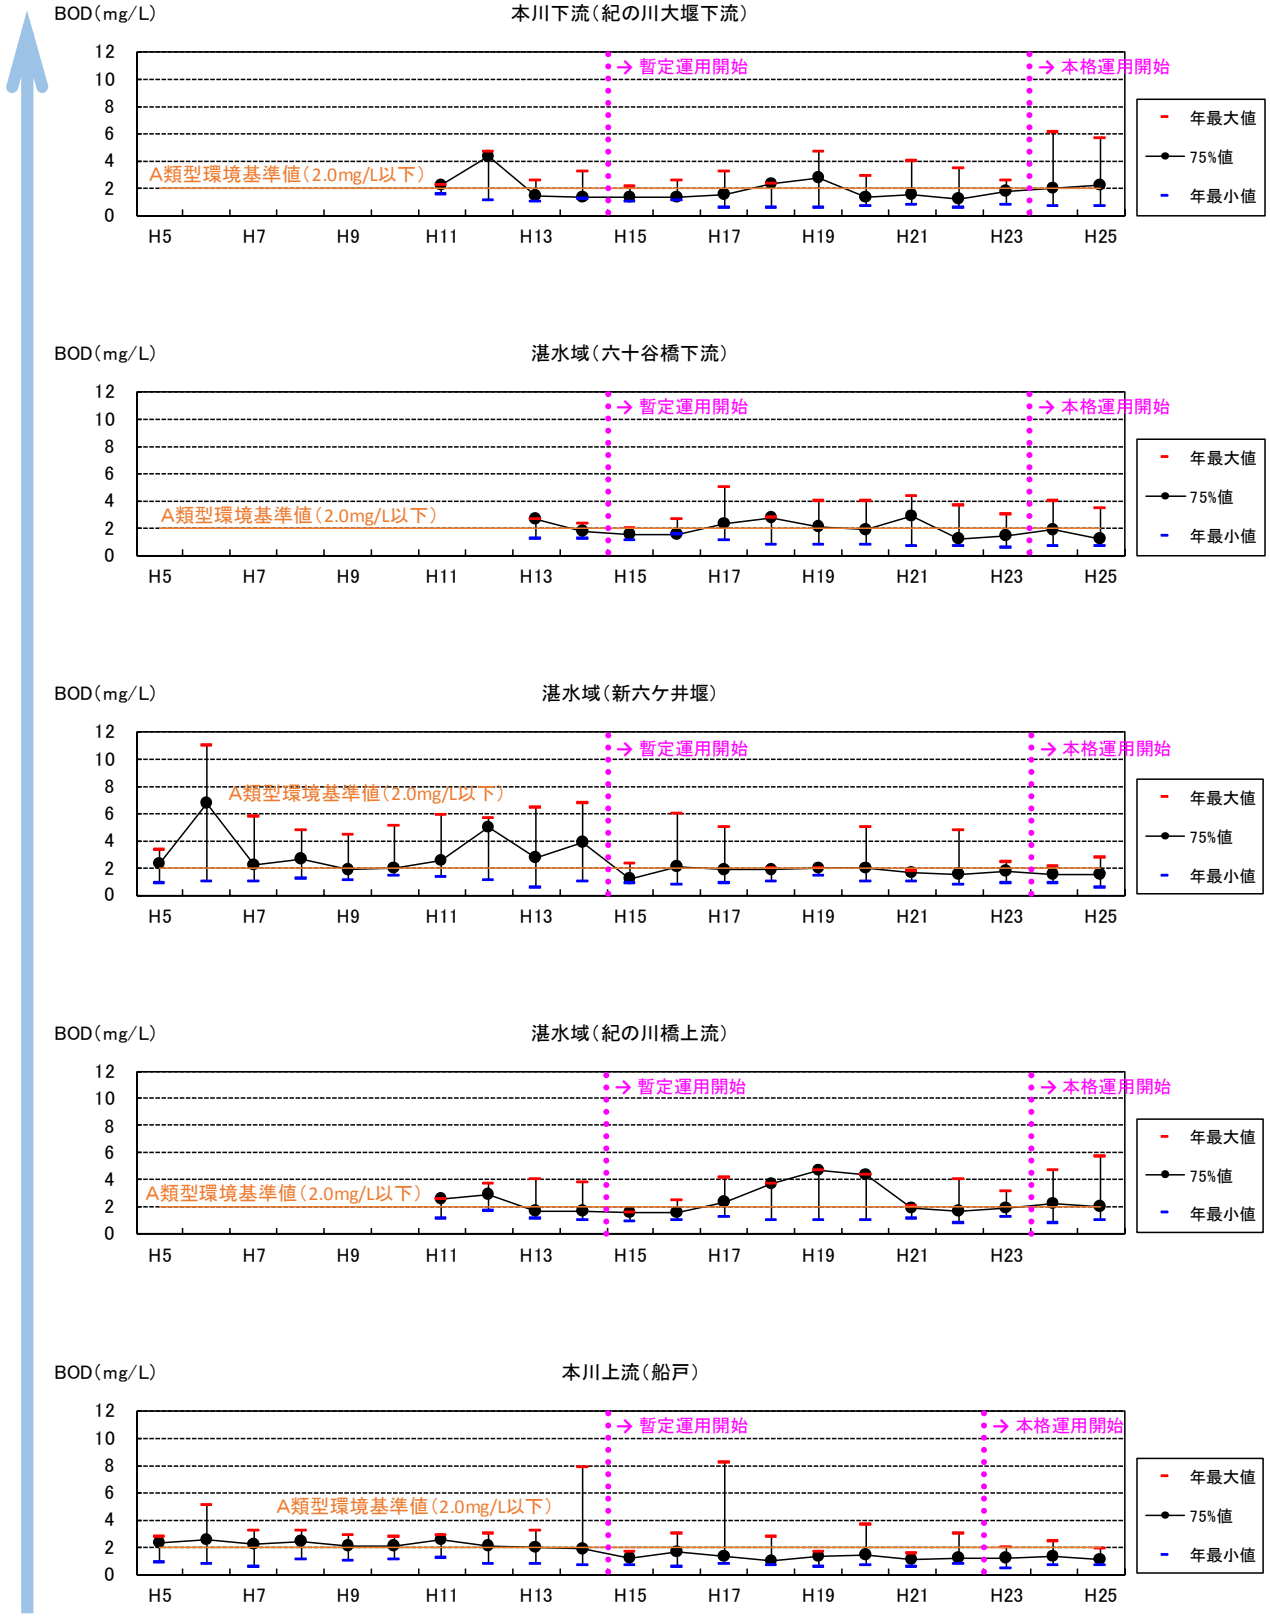 BOD(mg/L)
本川下流(紀の川大堰下流)
12
10
8
6
4
2
0
→ 暫定運用開始
→ 本格運用開始
A類型環境基準値(2.0mg/L以下)
H5 H7 H9 H11 H13 H15 H17 H19 H21 H23 H25
年最大値
75%値
年最小値
BOD(mg/L)
湛水域(六十谷橋下流)
12
10
8
6
4
2
0
→ 暫定運用開始
→ 本格運用開始
A類型環境基準値(2.0mg/L以下)
H5 H7 H9 H11 H13 H15 H17 H19 H21 H23 H25
年最大値
75%値
年最小値
BOD(mg/L)
湛水域(新六ケ井堰)
12
10
8
6
4
2
0
→ 暫定運用開始
→ 本格運用開始
A類型環境基準値(2.0mg/L以下)
H5 H7 H9 H11 H13 H15 H17 H19 H21 H23 H25
年最大値
75%値
年最小値
BOD(mg/L)
湛水域(紀の川橋上流)
12
10
8
6
4
2
0
→ 暫定運用開始
→ 本格運用開始
A類型環境基準値(2.0mg/L以下)
H5 H7 H9 H11 H13 H15 H17 H19 H21 H23
年最大値
75%値
年最小値
BOD(mg/L)
本川上流(船戸)
12
10
8
6
4
2
0
→ 暫定運用開始
→ 本格運用開始
A類型環境基準値(2.0mg/L以下)
H5 H7 H9 H11 H13 H15 H17 H19 H21 H23 H25
年最大値
75%値
年最小値